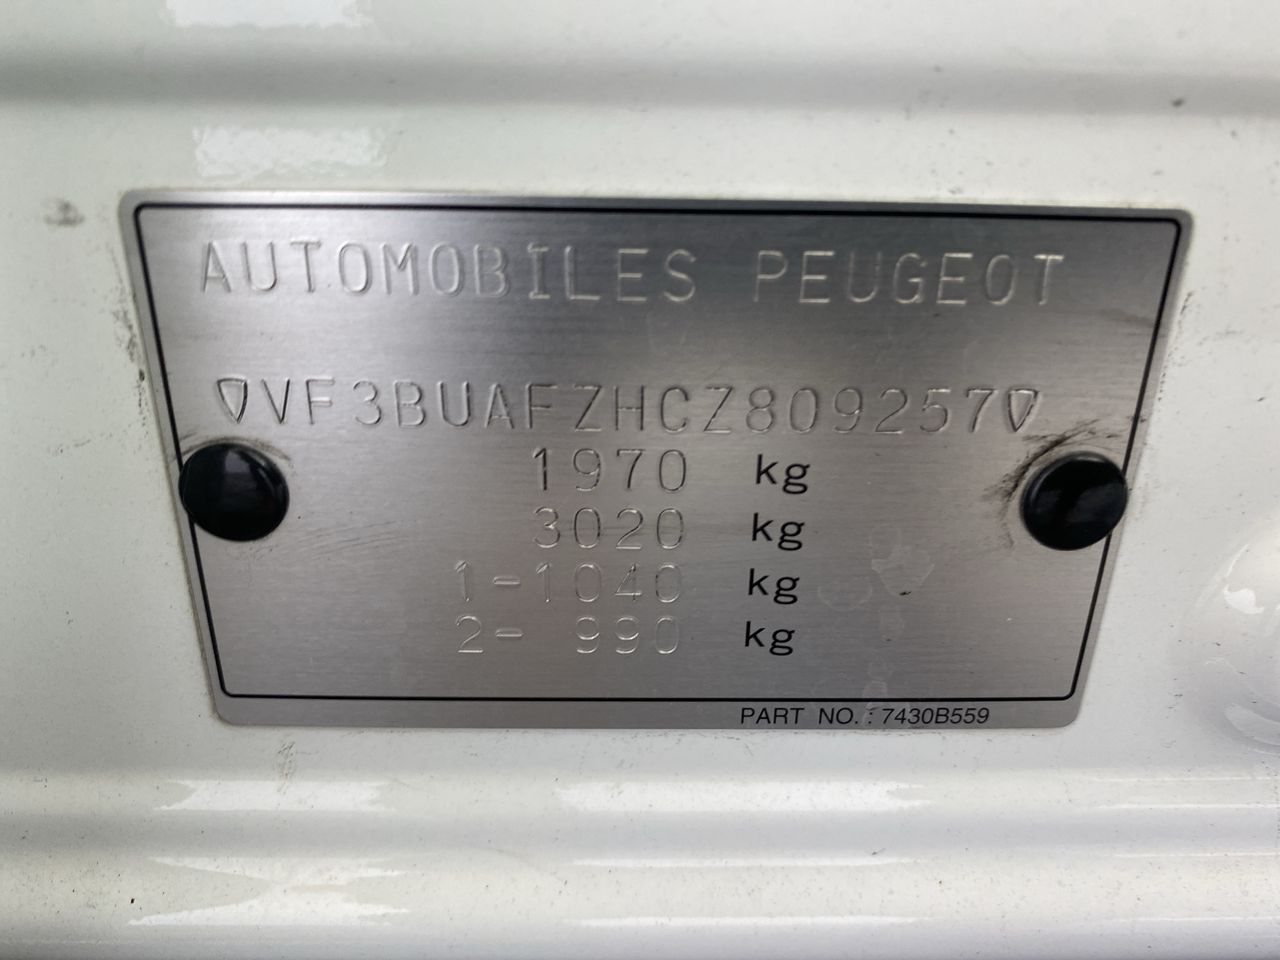 AUTOMOBILES PEUGEOT
▽VF3BUAFZHCZ809257▽
1970 kg
3020 kg
1-1040 kg
2- 990 kg
PART NO. : 7430B559